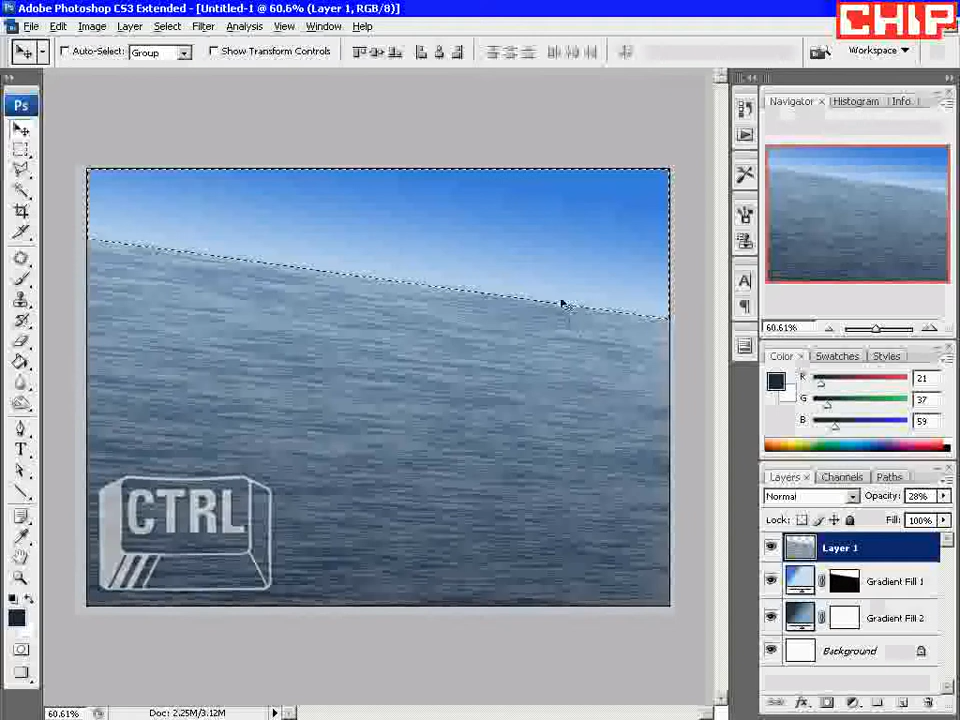 Adobe Photoshop CS3 Extended - [Untitled-1 @ 60.6% (Layer 1, RGB/8)]
CHIP
File Edit Image Layer Select Filter Analysis View Window Help
Auto-Select: Group Show Transform Controls Workspace
Ps
Navigator × Histogram Info
60.61%
Color × Swatches Styles
R 21
G 37
B 59
Layers × Channels Paths
Normal Opacity: 28%
Lock: Fill: 100%
Layer 1
Gradient Fill 1
Gradient Fill 2
Background
CTRL
A
T
60.61% Doc: 2.25M/3.12M